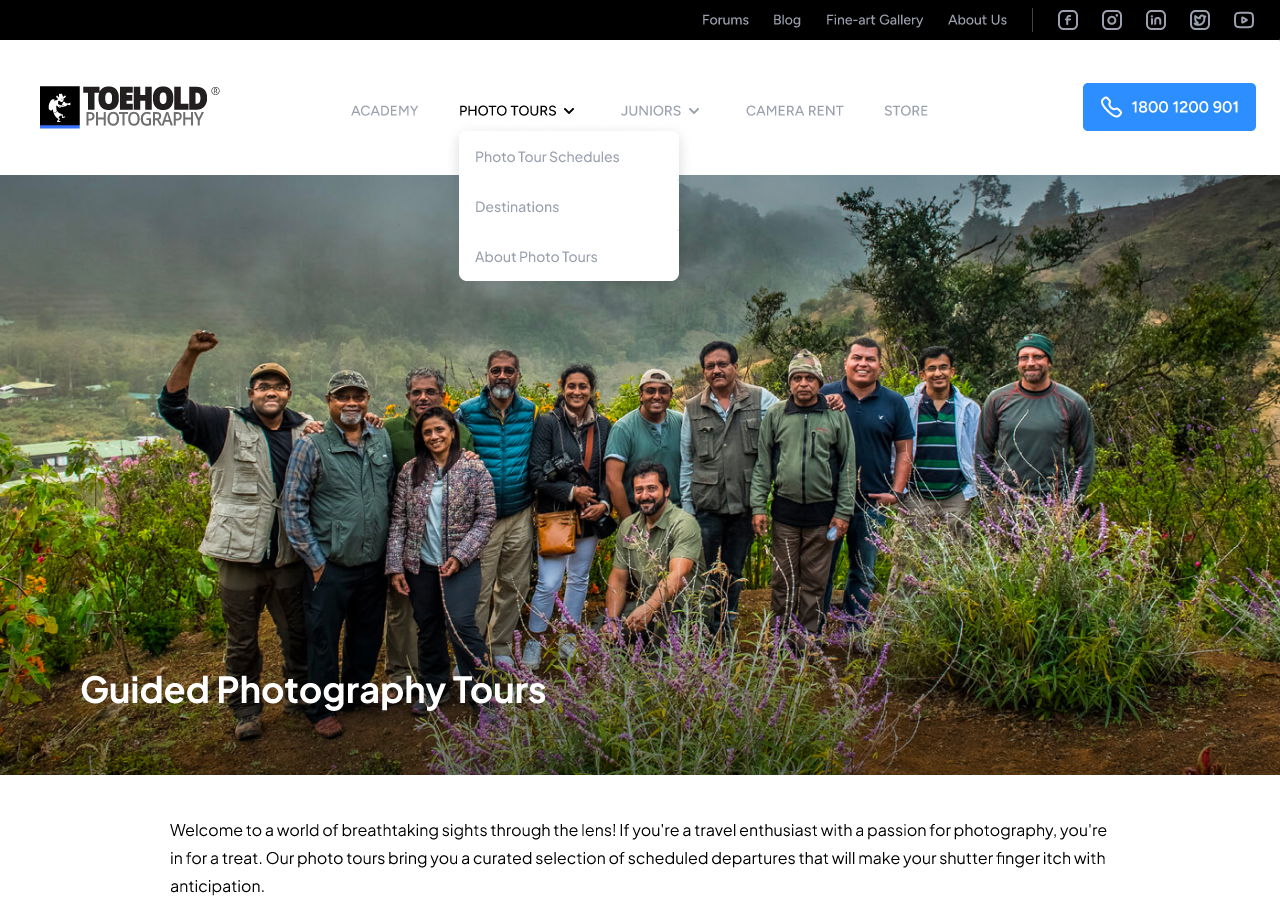 Forums Blog Fine-art Gallery About Us
TOEHOLD ®
PHOTOGRAPHY
ACADEMY PHOTO TOURS JUNIORS CAMERA RENT STORE
1800 1200 901
Photo Tour Schedules
Destinations
About Photo Tours
Guided Photography Tours
Welcome to a world of breathtaking sights through the lens! If you're a travel enthusiast with a passion for photography, you're
in for a treat. Our photo tours bring you a curated selection of scheduled departures that will make your shutter finger itch with
anticipation.